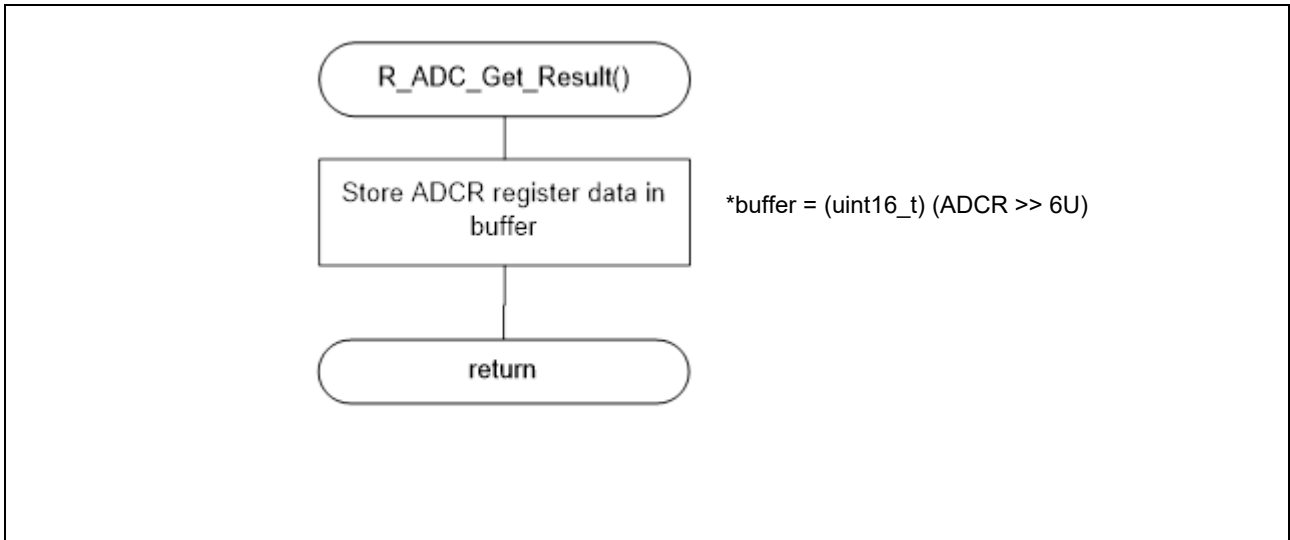 R_ADC_Get_Result()
Store ADCR register data in
buffer
*buffer = (uint16_t) (ADCR >> 6U)
return